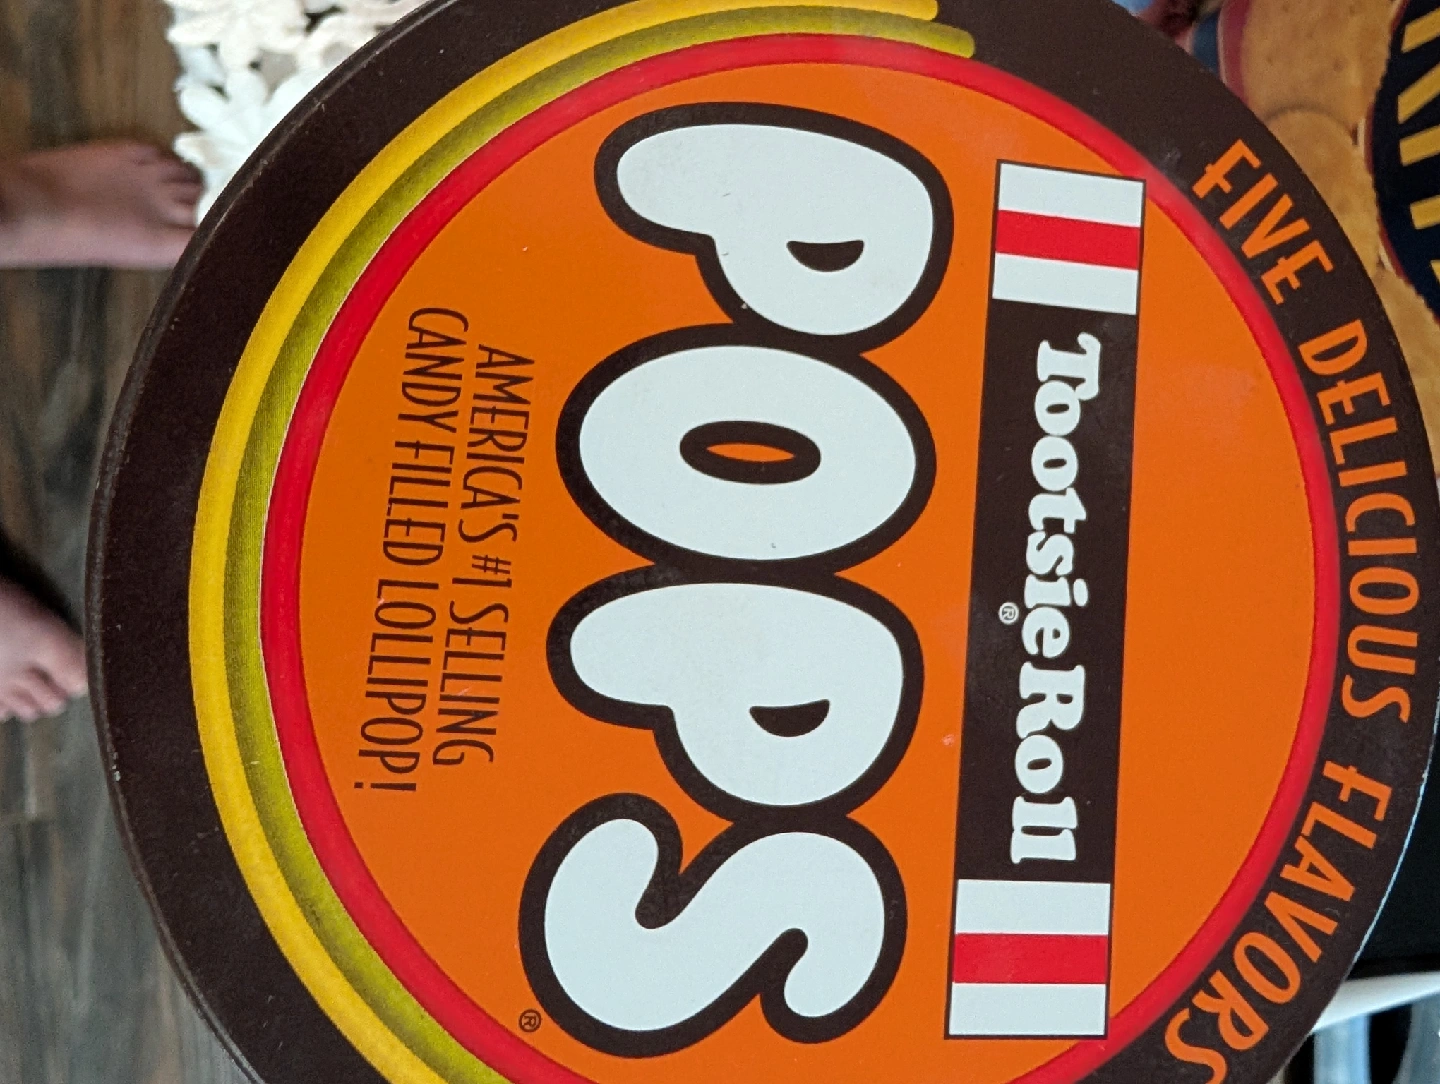 FIVE DELICIOUS FLAVORS
Tootsie Roll®
POPS®
AMERICA'S #1 SELLING
CANDY FILLED LOLLIPOP!